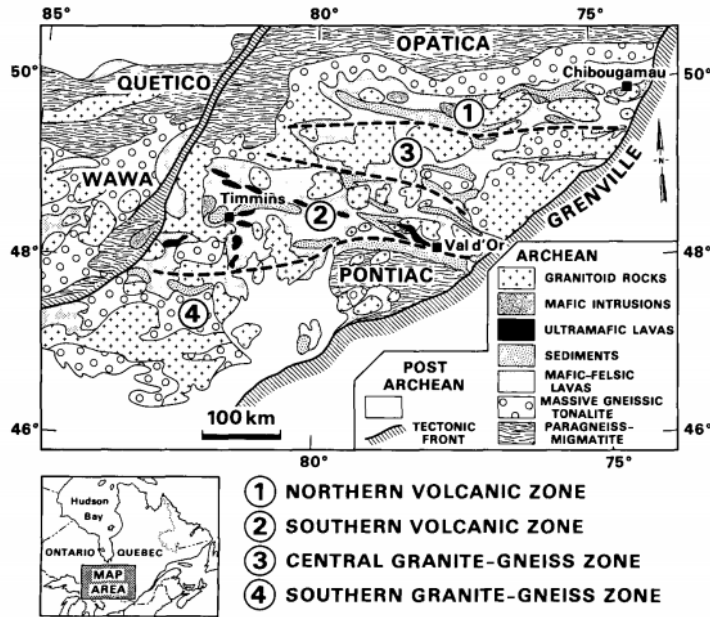 85°
80°
75°
50°
50°
48°
48°
46°
46°
80°
75°
OPATICA
QUETICO
Chibougamau
WAWA
GRENVILLE
Timmins
Val d'Or
PONTIAC
1
3
2
4
N
100 km
ARCHEAN
GRANITOID ROCKS
MAFIC INTRUSIONS
ULTRAMAFIC LAVAS
SEDIMENTS
MAFIC-FELSIC
LAVAS
MASSIVE GNEISSIC
TONALITE
PARAGNEISS-
MIGMATITE
POST
ARCHEAN
TECTONIC
FRONT
Hudson
Bay
ONTARIO
QUEBEC
MAP
AREA
1 NORTHERN VOLCANIC ZONE
2 SOUTHERN VOLCANIC ZONE
3 CENTRAL GRANITE-GNEISS ZONE
4 SOUTHERN GRANITE-GNEISS ZONE